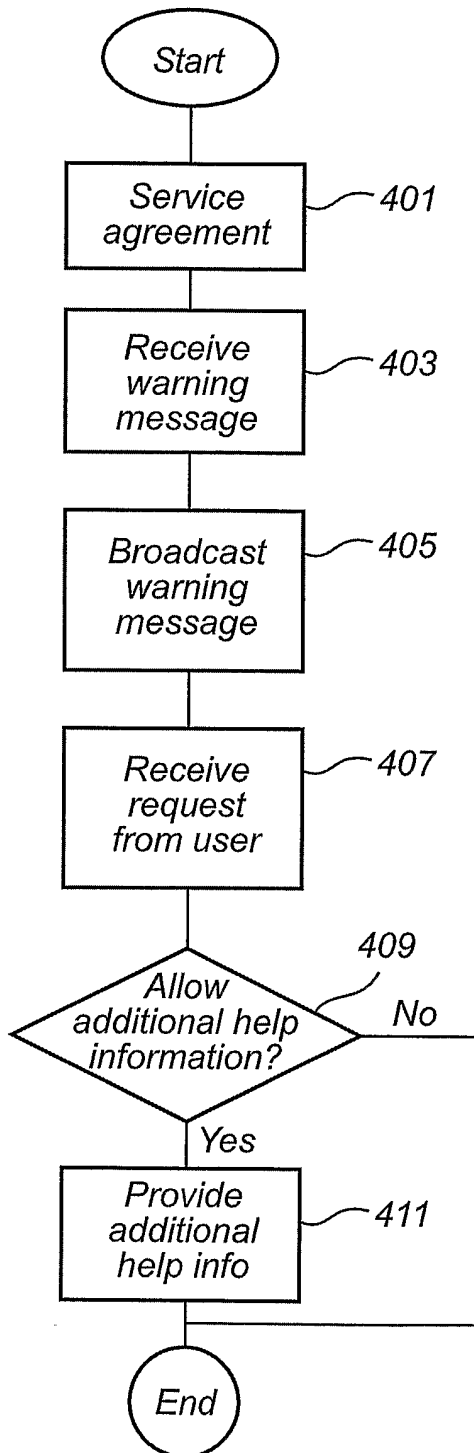 Start
Service
agreement
401
Receive
warning
message
403
Broadcast
warning
message
405
Receive
request
from user
407
Allow
additional help
information?
409
No
Yes
Provide
additional
help info
411
End